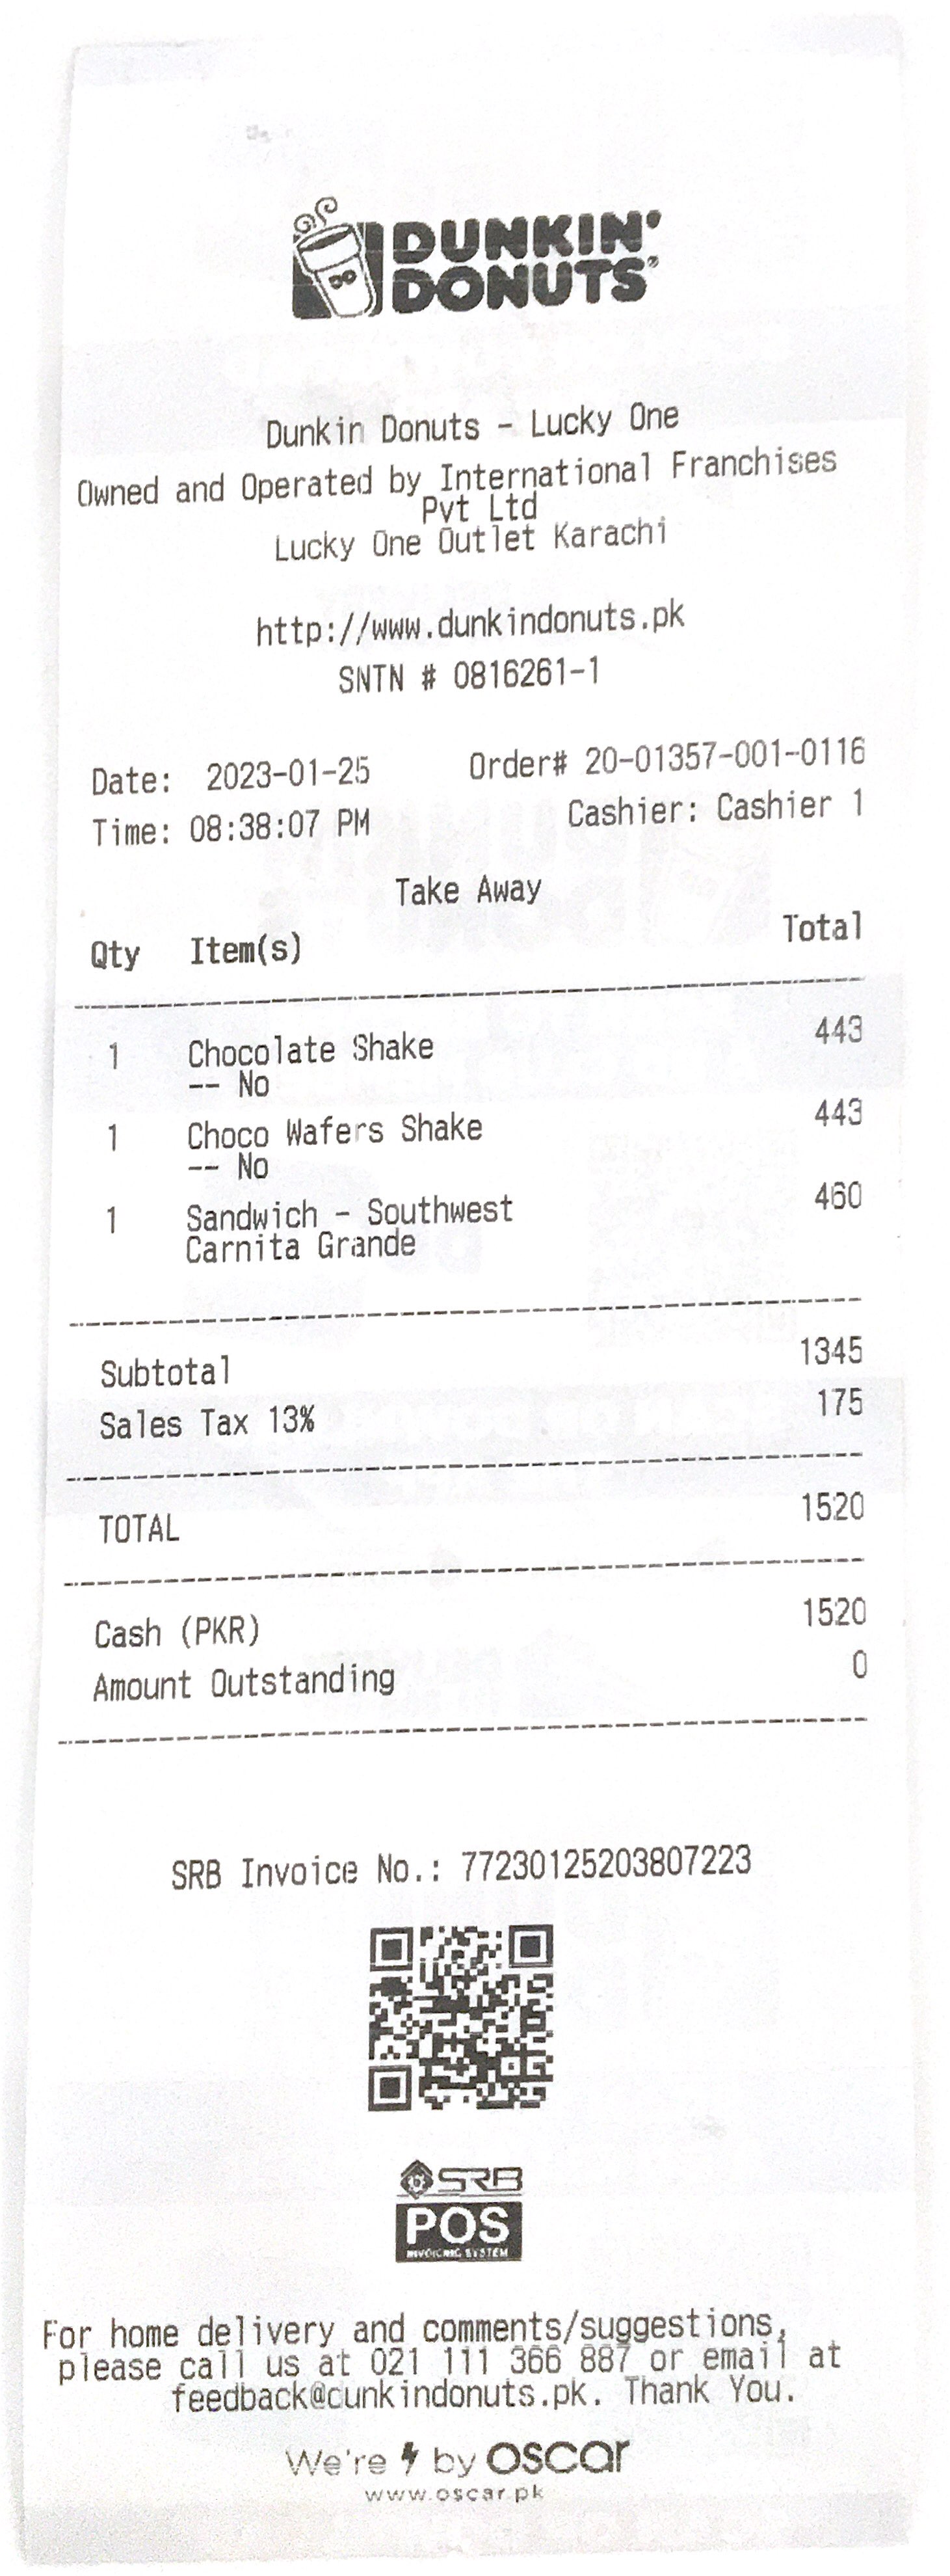 DUNKIN'
DONUTS®
Dunkin Donuts - Lucky One
Owned and Operated by International Franchises
Pvt Ltd
Lucky One Outlet Karachi
http://www.dunkindonuts.pk
SNTN # 0816261-1
Date: 2023-01-25 Order# 20-01357-001-0116
Time: 08:38:07 PM Cashier: Cashier 1
Take Away
Qty Item(s) Total
1 Chocolate Shake 443
-- No
1 Choco Wafers Shake 443
-- No
1 Sandwich - Southwest 460
Carnita Grande
Subtotal 1345
Sales Tax 13% 175
TOTAL 1520
Cash (PKR) 1520
Amount Outstanding 0
SRB Invoice No.: 77230125203807223
SRB
POS
INVOICING SYSTEM
For home delivery and comments/suggestions,
please call us at 021 111 366 887 or email at
feedback@cunkindonuts.pk. Thank You.
We're by oscar
www.oscar.pk